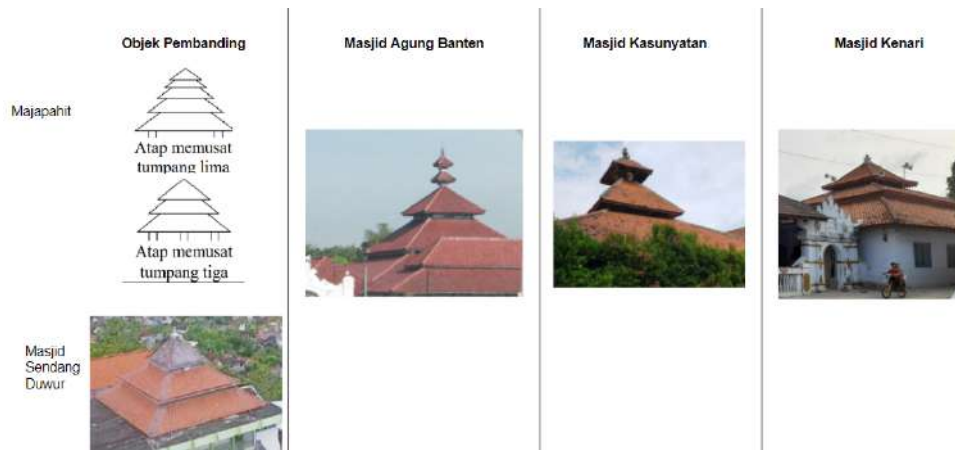 Objek Pembanding
Masjid Agung Banten
Masjid Kasunyatan
Masjid Kenari
Majapahit
Atap memusat
tumpang lima
Atap memusat
tumpang tiga
Masjid
Sendang
Duwur